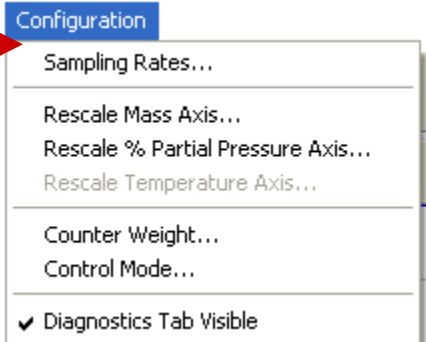 Configuration
Sampling Rates...
Rescale Mass Axis...
Rescale % Partial Pressure Axis...
Rescale Temperature Axis...
Counter Weight...
Control Mode...
Diagnostics Tab Visible